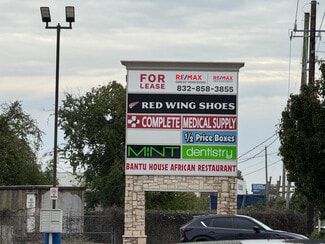 FOR LEASE
RE/MAX RE/MAX
832-858-3855
RED WING SHOES
COMPLETE MEDICAL SUPPLY
1/2 Price Boxes
MINT dentistry
BANTU HOUSE AFRICAN RESTAURANT